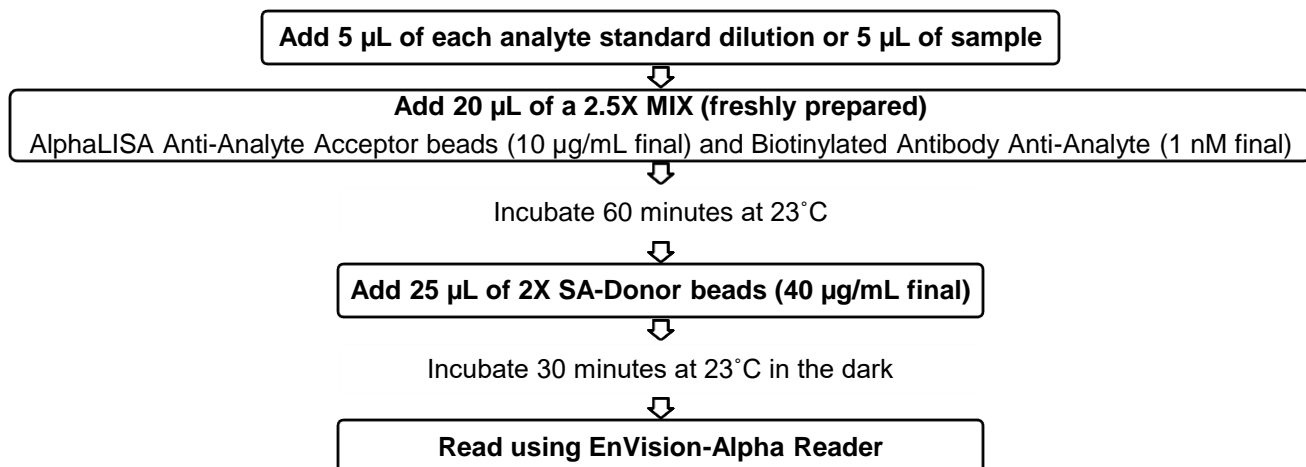 Add 5 µL of each analyte standard dilution or 5 µL of sample
Add 20 µL of a 2.5X MIX (freshly prepared)
AlphaLISA Anti-Analyte Acceptor beads (10 µg/mL final) and Biotinylated Antibody Anti-Analyte (1 nM final)
Incubate 60 minutes at 23˚C
Add 25 µL of 2X SA-Donor beads (40 µg/mL final)
Incubate 30 minutes at 23˚C in the dark
Read using EnVision-Alpha Reader